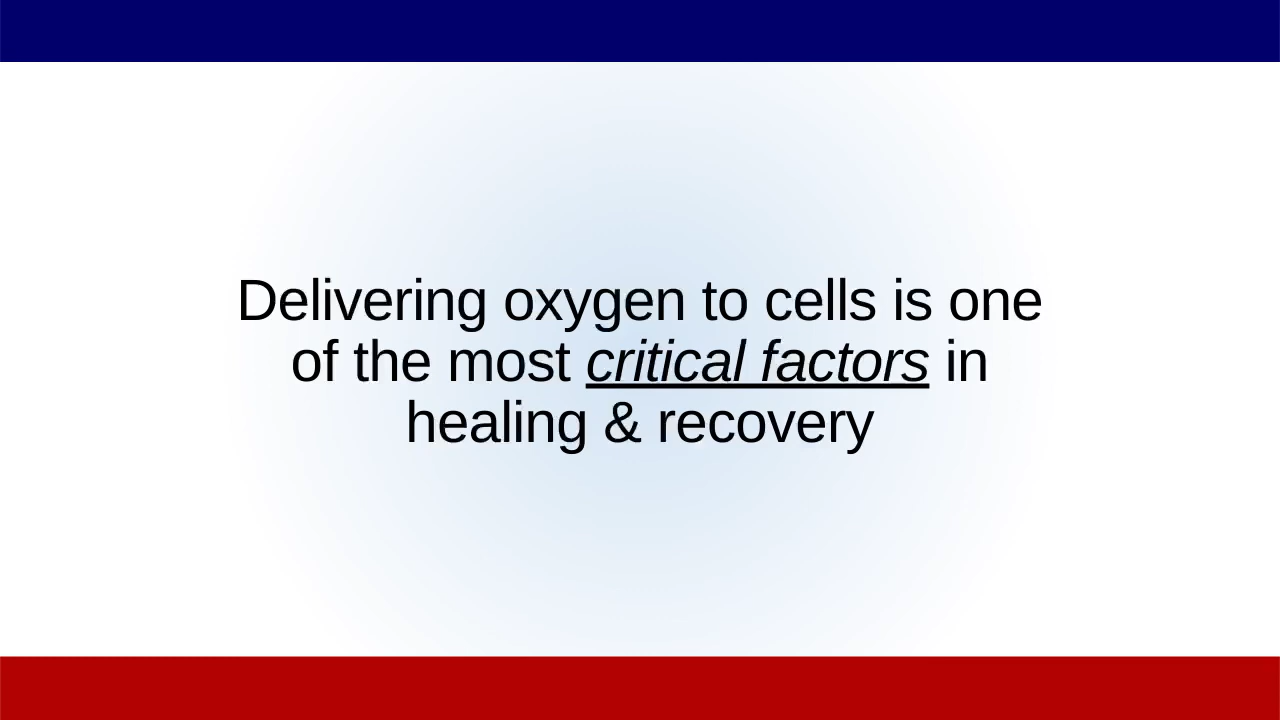 Delivering oxygen to cells is one
of the most critical factors in
healing & recovery